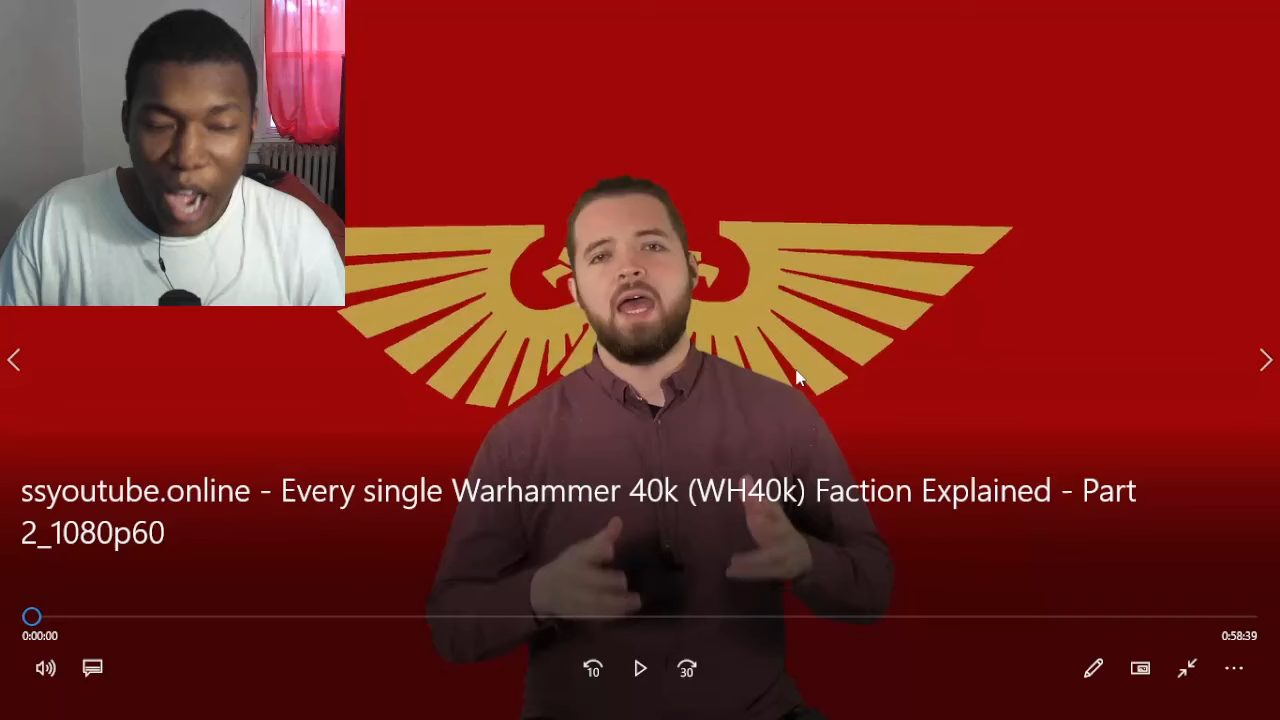 ssyoutube.online - Every single Warhammer 40k (WH40k) Faction Explained - Part
2_1080p60
0:00:00
0:58:39
10
30